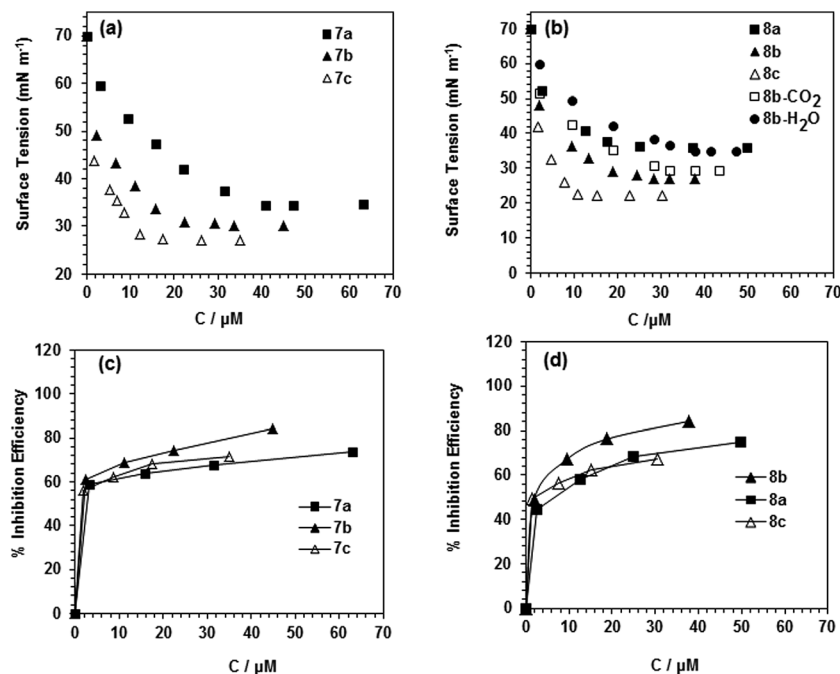 (a)
7a
7b
7c
Surface Tension (mN m⁻¹)
70
60
50
40
30
20
0 10 20 30 40 50 60 70
C / µM
(b)
8a
8b
8c
8b-CO₂
8b-H₂O
Surface Tension (mN m⁻¹)
70
60
50
40
30
20
10
0
0 10 20 30 40 50 60 70
C /µM
(c)
% Inhibition Efficiency
120
100
80
60
40
20
0
7a
7b
7c
0 10 20 30 40 50 60 70
C / µM
(d)
% Inhibition Efficiency
120
100
80
60
40
20
0
8b
8a
8c
0 10 20 30 40 50 60 70
C / µM